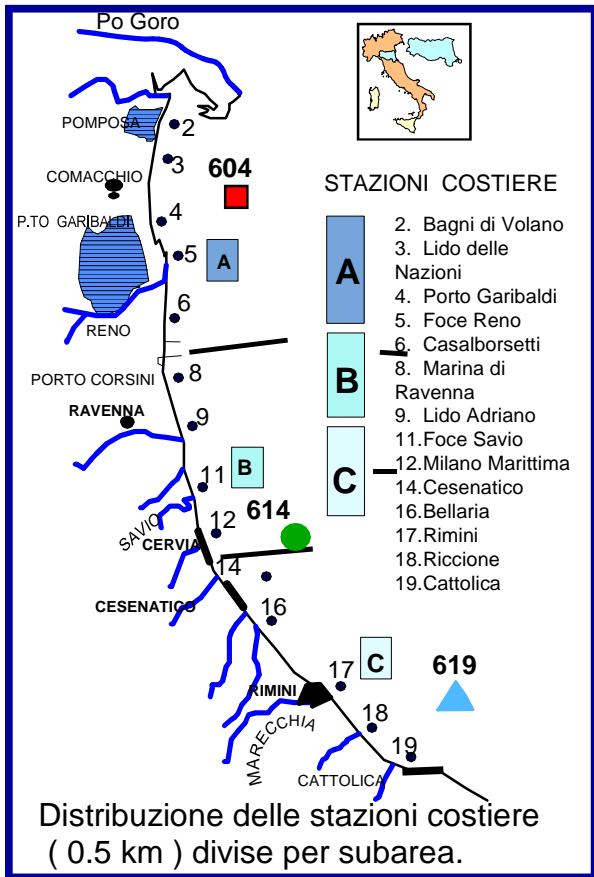 Po Goro
POMPOSA
2
3
604
COMACCHIO
P.TO GARIBALDI
4
5
A
6
RENO
PORTO CORSINI
8
RAVENNA
9
11
B
SAVIO
12
614
CERVIA
14
CESENATICO
16
17
C
619
RIMINI
MARECCHIA
18
19
CATTOLICA
STAZIONI COSTIERE
A
B
C
2. Bagni di Volano
3. Lido delle
Nazioni
4. Porto Garibaldi
5. Foce Reno
6. Casalborsetti
8. Marina di
Ravenna
9. Lido Adriano
11.Foce Savio
12.Milano Marittima
14.Cesenatico
16.Bellaria
17.Rimini
18.Riccione
19.Cattolica
Distribuzione delle stazioni costiere
( 0.5 km ) divise per subarea.